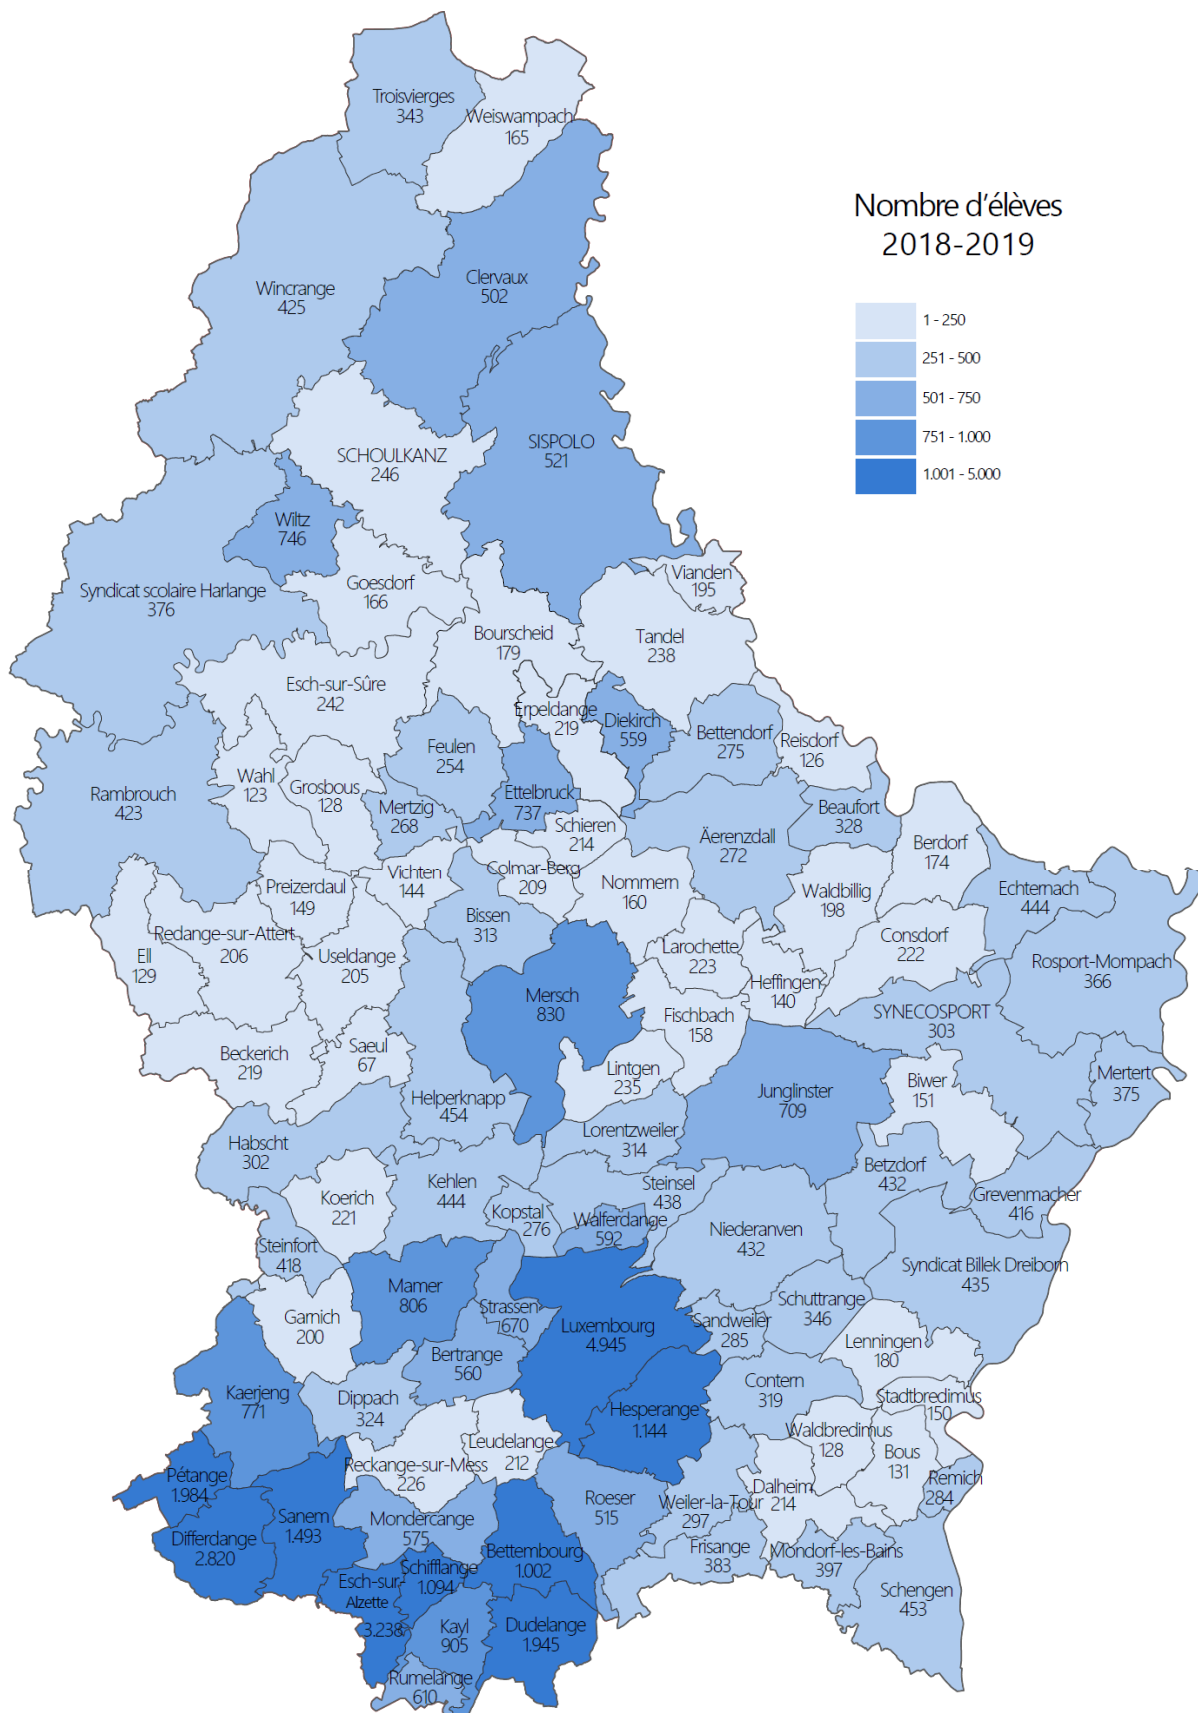 Troisvierges
343
Weiswampach
165
Nombre d'élèves
2018-2019
1 - 250
251 - 500
501 - 750
751 - 1.000
1.001 - 5.000
Clervaux
502
Wincrange
425
SISPOLO
521
SCHOULKANZ
246
Wiltz
746
Syndicat scolaire Harlange
376
Goesdorf
166
Vianden
195
Bourscheid
179
Tandel
238
Esch-sur-Sûre
242
Erpeldange
219
Diekirch
559
Bettendorf
275
Reisdorf
126
Feulen
254
Wahl
123
Grosbous
128
Rambrouch
423
Mertzig
268
Ettelbruck
737
Schieren
214
Äerenzdall
272
Beaufort
328
Berdorf
174
Vichten
144
Colmar-Berg
209
Nommern
160
Waldbillig
198
Echternach
444
Preizerdaul
149
Bissen
313
Redange-sur-Attert
206
Ell
129
Useldange
205
Larochette
223
Heffingen
140
Consdorf
222
Rosport-Mompach
366
Mersch
830
Fischbach
158
SYNECOSPORT
303
Beckerich
219
Saeul
67
Lintgen
235
Junglinster
709
Biwer
151
Mertert
375
Helperknapp
454
Lorentzweiler
314
Habscht
302
Betzdorf
432
Grevenmacher
416
Koerich
221
Kehlen
444
Steinsel
438
Kopstal
276
Walferdange
592
Niederanven
432
Steinfort
418
Syndicat Billek Dreiborn
435
Mamer
806
Strassen
670
Luxembourg
4.945
Sandweiler
285
Schuttrange
346
Garnich
200
Lenningen
180
Bertrange
560
Kaerjeng
771
Dippach
324
Contern
319
Stadtbredimus
150
Hesperange
1.144
Waldbredimus
128
Bous
131
Leudelange
212
Reckange-sur-Mess
226
Pétange
1.984
Remich
284
Dalheim
214
Roeser
515
Weiler-la-Tour
297
Sanem
1.493
Mondercange
575
Differdange
2.820
Bettembourg
1.002
Frisange
383
Mondorf-les-Bains
397
Schifflange
1.094
Esch-sur-
Alzette
3.238
Schengen
453
Kayl
905
Dudelange
1.945
Rumelange
610